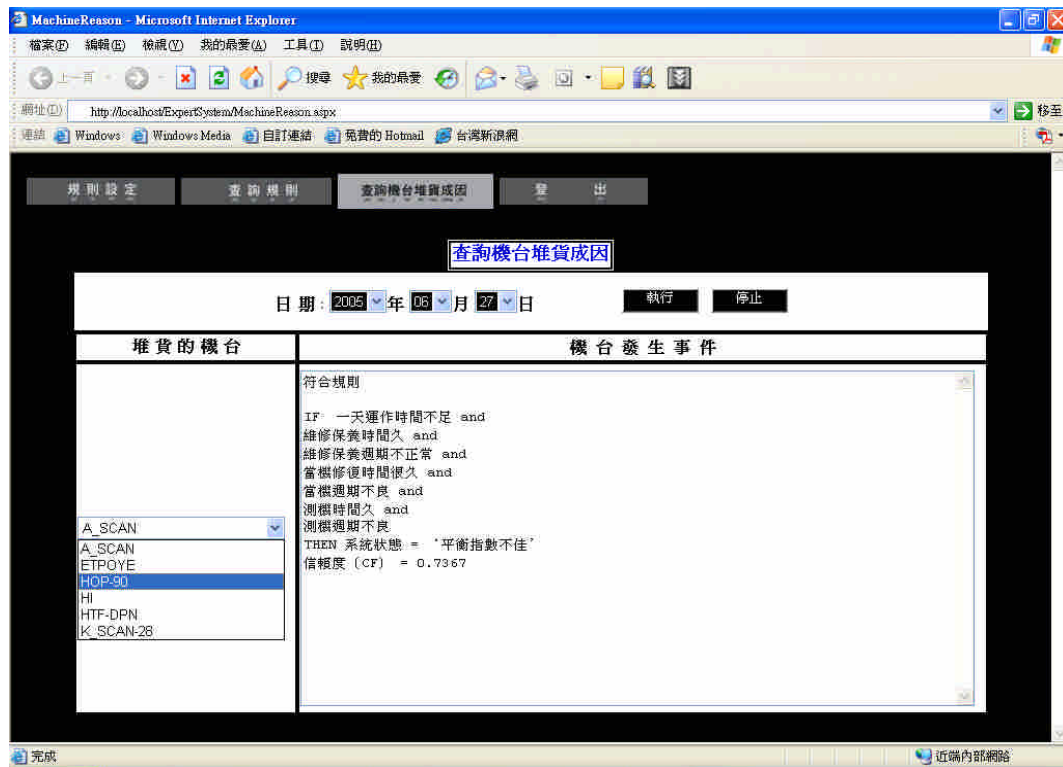 MachineReason - Microsoft Internet Explorer
檔案(F) 編輯(E) 檢視(V) 我的最愛(A) 工具(I) 說明(H)
上一頁 搜尋 我的最愛
網址(D) http://localhost/ExpertSystem/MachineReason.aspx 移至
連結 Windows Windows Media 自訂連結 免費的 Hotmail 台灣新浪網
規則設定 查詢規則 查詢機台堆貨成因 登出
查詢機台堆貨成因
日 期 : 2005 年 06 月 27 日 執行 停止
堆貨的機台 機台發生事件
符合規則
IF 一天運作時間不足 and
維修保養時間久 and
維修保養週期不正常 and
當機修復時間很久 and
當機週期不良 and
測機時間久 and
測機週期不良
THEN 系統狀態 = '平衡指數不佳'
信賴度 (CF) = 0.7367
A_SCAN
A_SCAN
ETPOYE
HOP-90
HI
HTF-DPN
K_SCAN-28
完成 近端內部網路